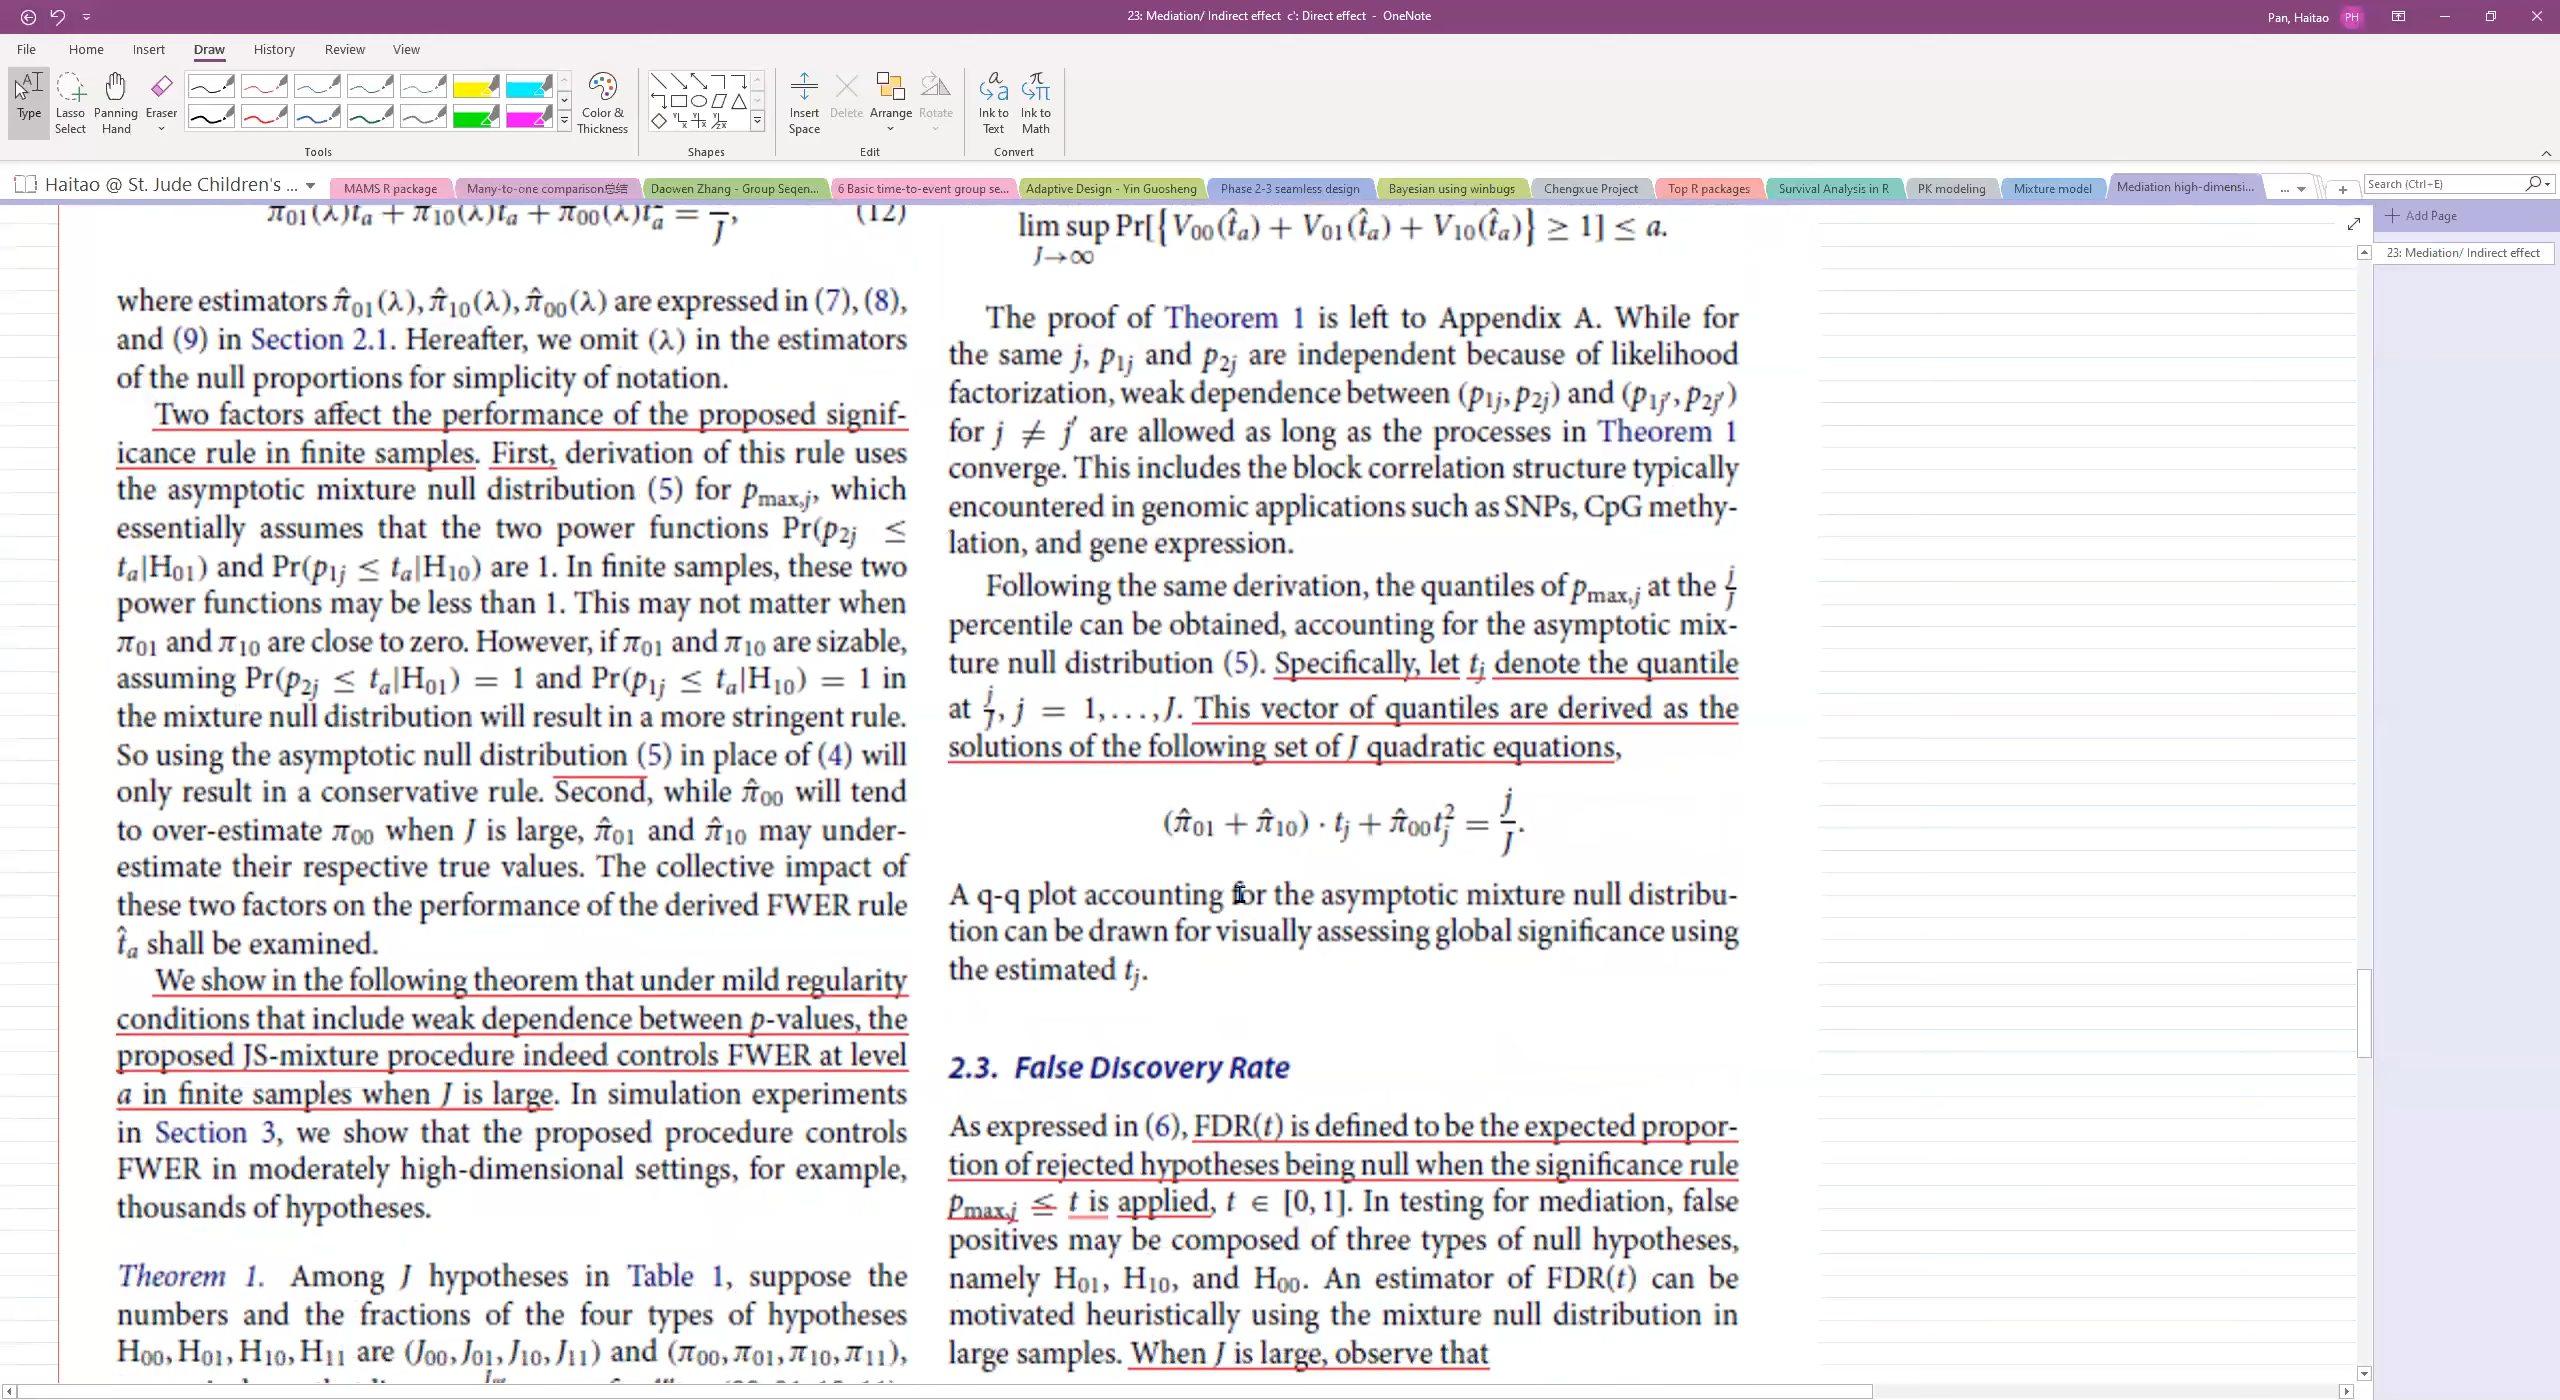 23: Mediation/ Indirect effect c': Direct effect - OneNote
Pan, Haitao
PH
File
Home
Insert
Draw
History
Review
View
Type
Lasso
Select
Panning
Hand
Eraser
Color &
Thickness
Insert
Space
Delete
Arrange
Rotate
Ink to
Text
Ink to
Math
Tools
Shapes
Edit
Convert
Haitao @ St. Jude Children's ...
MAMS R package
Many-to-one comparison总结
Daowen Zhang - Group Seqen...
6 Basic time-to-event group se...
Adaptive Design - Yin Guosheng
Phase 2-3 seamless design
Bayesian using winbugs
Chengxue Project
Top R packages
Survival Analysis in R
PK modeling
Mixture model
Mediation high-dimensi...
...
Search (Ctrl+E)
Add Page
23: Mediation/ Indirect effect
π01(λ)ta + π10(λ)ta + π00(λ)ta² = /J, (12)
where estimators π̂01(λ), π̂10(λ), π̂00(λ) are expressed in (7), (8),
and (9) in Section 2.1. Hereafter, we omit (λ) in the estimators
of the null proportions for simplicity of notation.
Two factors affect the performance of the proposed signif-
icance rule in finite samples. First, derivation of this rule uses
the asymptotic mixture null distribution (5) for pmax,j, which
essentially assumes that the two power functions Pr(p2j ≤
ta|H01) and Pr(p1j ≤ ta|H10) are 1. In finite samples, these two
power functions may be less than 1. This may not matter when
π01 and π10 are close to zero. However, if π01 and π10 are sizable,
assuming Pr(p2j ≤ ta|H01) = 1 and Pr(p1j ≤ ta|H10) = 1 in
the mixture null distribution will result in a more stringent rule.
So using the asymptotic null distribution (5) in place of (4) will
only result in a conservative rule. Second, while π̂00 will tend
to over-estimate π00 when J is large, π̂01 and π̂10 may under-
estimate their respective true values. The collective impact of
these two factors on the performance of the derived FWER rule
t̂a shall be examined.
We show in the following theorem that under mild regularity
conditions that include weak dependence between p-values, the
proposed JS-mixture procedure indeed controls FWER at level
a in finite samples when J is large. In simulation experiments
in Section 3, we show that the proposed procedure controls
FWER in moderately high-dimensional settings, for example,
thousands of hypotheses.
Theorem 1. Among J hypotheses in Table 1, suppose the
numbers and the fractions of the four types of hypotheses
H00, H01, H10, H11 are (J00, J01, J10, J11) and (π00, π01, π10, π11),
lim sup Pr[{V00(t̂a) + V01(t̂a) + V10(t̂a)} ≥ 1] ≤ a.
J→∞
The proof of Theorem 1 is left to Appendix A. While for
the same j, p1j and p2j are independent because of likelihood
factorization, weak dependence between (p1j, p2j) and (p1j′, p2j′)
for j ≠ j′ are allowed as long as the processes in Theorem 1
converge. This includes the block correlation structure typically
encountered in genomic applications such as SNPs, CpG methy-
lation, and gene expression.
Following the same derivation, the quantiles of pmax,j at the j/J
percentile can be obtained, accounting for the asymptotic mix-
ture null distribution (5). Specifically, let tj denote the quantile
at j/J, j = 1, . . . , J. This vector of quantiles are derived as the
solutions of the following set of J quadratic equations,
(π̂01 + π̂10) · tj + π̂00tj² = j/J.
A q-q plot accounting for the asymptotic mixture null distribu-
tion can be drawn for visually assessing global significance using
the estimated tj.
2.3. False Discovery Rate
As expressed in (6), FDR(t) is defined to be the expected propor-
tion of rejected hypotheses being null when the significance rule
pmax,j ≤ t is applied, t ∈ [0, 1]. In testing for mediation, false
positives may be composed of three types of null hypotheses,
namely H01, H10, and H00. An estimator of FDR(t) can be
motivated heuristically using the mixture null distribution in
large samples. When J is large, observe that